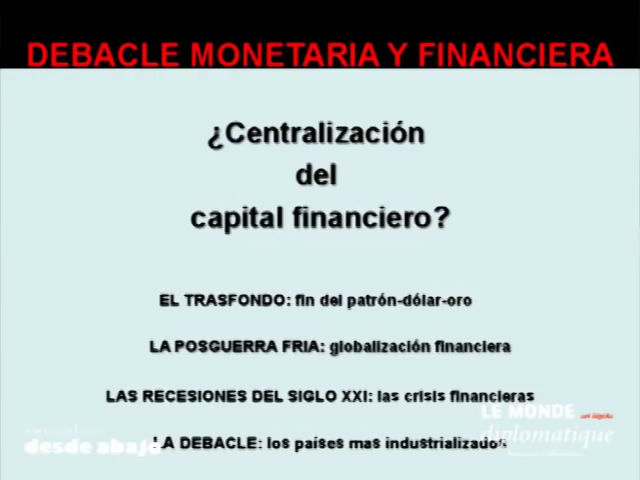 DEBACLE MONETARIA Y FINANCIERA
¿Centralización
del
capital financiero?
EL TRASFONDO: fin del patrón-dólar-oro
LA POSGUERRA FRIA: globalización financiera
LAS RECESIONES DEL SIGLO XXI: las crisis financieras
LE MONDE
diplomatique
desde abajo
LA DEBACLE: los países mas industrializados